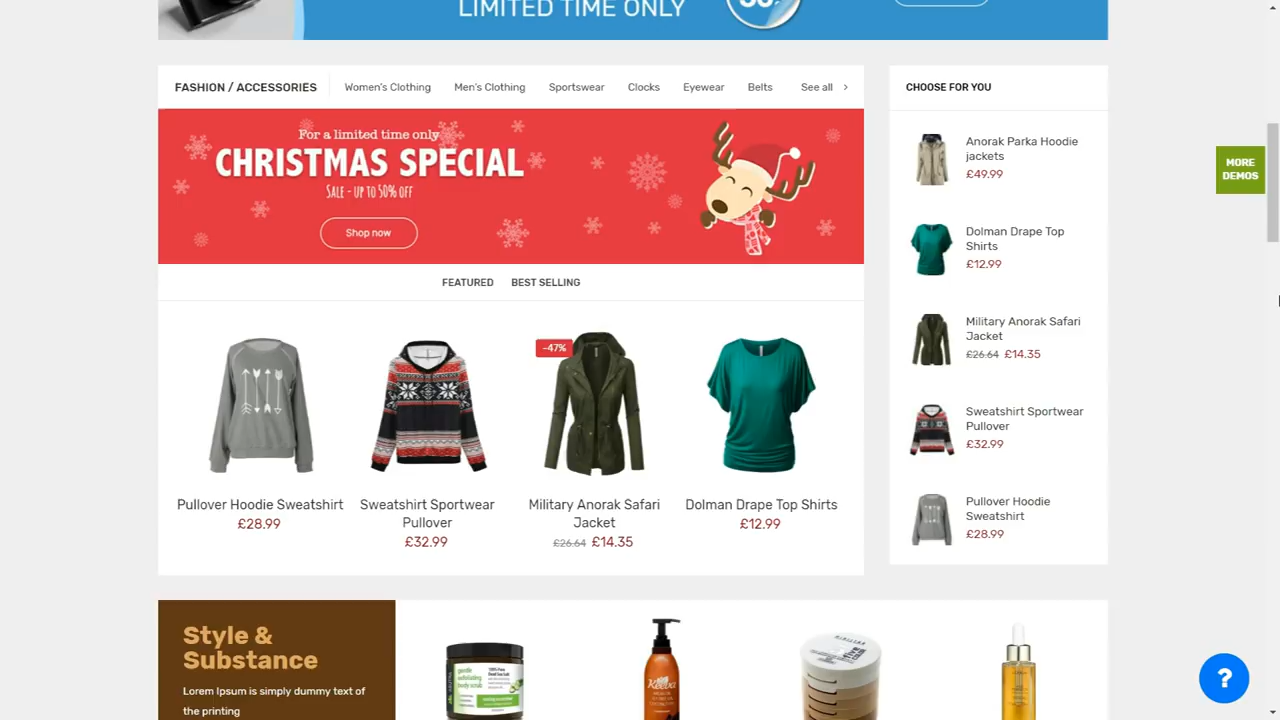 LIMITED TIME ONLY
FASHION / ACCESSORIES
Women's Clothing
Men's Clothing
Sportswear
Clocks
Eyewear
Belts
See all
CHOOSE FOR YOU
For a limited time only
CHRISTMAS SPECIAL
SALE - UP TO 50% OFF
Shop now
FEATURED
BEST SELLING
-47%
Pullover Hoodie Sweatshirt
£28.99
Sweatshirt Sportwear
Pullover
£32.99
Military Anorak Safari
Jacket
£26.64 £14.35
Dolman Drape Top Shirts
£12.99
Anorak Parka Hoodie
jackets
£49.99
Dolman Drape Top
Shirts
£12.99
Military Anorak Safari
Jacket
£26.64 £14.35
Sweatshirt Sportwear
Pullover
£32.99
Pullover Hoodie
Sweatshirt
£28.99
MORE
DEMOS
Style &
Substance
Lorem Ipsum is simply dummy text of
the printing
gentle
exfoliating
body scrub
Keeva
?